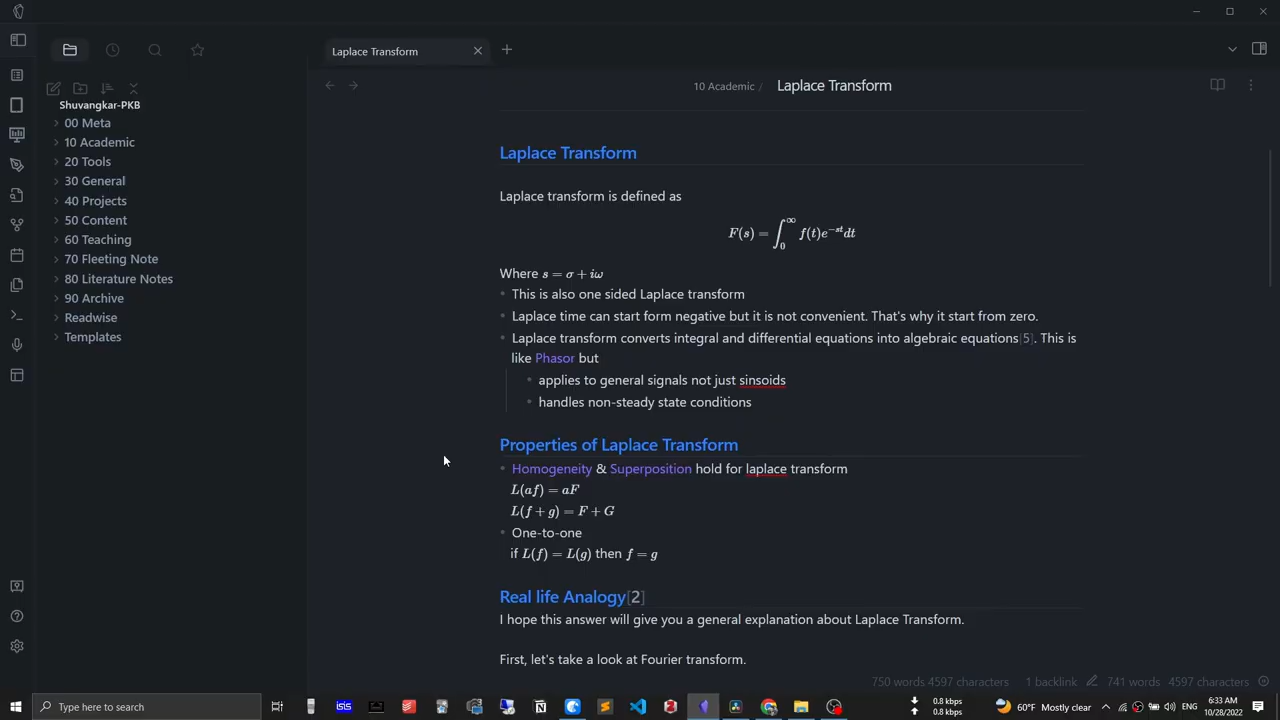 Laplace Transform
10 Academic /
Laplace Transform
Shuvangkar-PKB
00 Meta
10 Academic
20 Tools
30 General
40 Projects
50 Content
60 Teaching
70 Fleeting Note
80 Literature Notes
90 Archive
Readwise
Templates
Laplace Transform
Laplace transform is defined as
F(s) = ∫₀^∞ f(t)e^{−st}dt
Where s = σ + iω
This is also one sided Laplace transform
Laplace time can start form negative but it is not convenient. That's why it start from zero.
Laplace transform converts integral and differential equations into algebraic equations[5]. This is
like Phasor but
applies to general signals not just sinsoids
handles non-steady state conditions
Properties of Laplace Transform
Homogeneity & Superposition hold for laplace transform
L(af) = aF
L(f + g) = F + G
One-to-one
if L(f) = L(g) then f = g
Real life Analogy[2]
I hope this answer will give you a general explanation about Laplace Transform.
First, let's take a look at Fourier transform.
750 words 4597 characters
1 backlink
741 words
4597 characters
Type here to search
isis
0.8 kbps
0.8 kbps
60°F Mostly clear
ENG
6:33 AM
10/28/2022